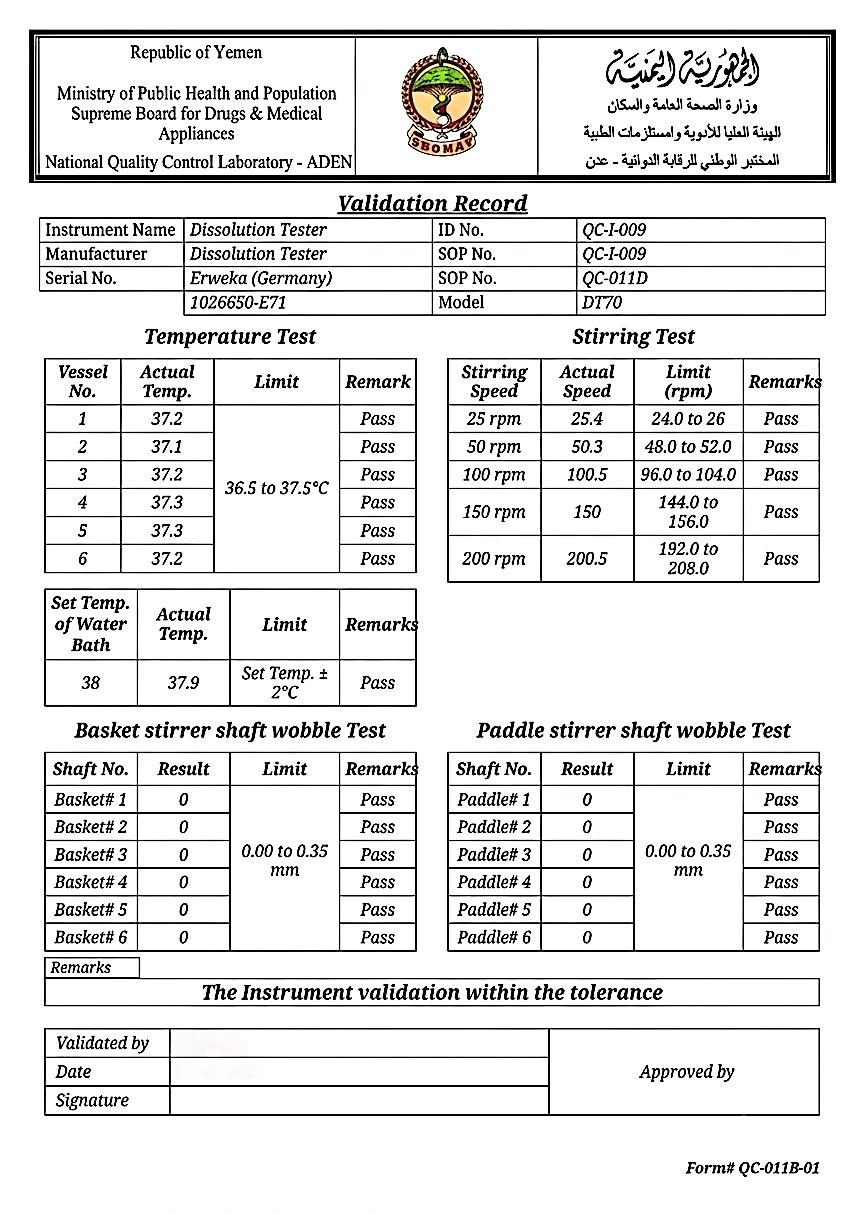 Republic of Yemen
Ministry of Public Health and Population
Supreme Board for Drugs & Medical
Appliances
National Quality Control Laboratory - ADEN
SBOMAY
الجمهورية اليمنية
وزارة الصحة العامة والسكان
الهيئة العليا للأدوية وامستلزمات الطبية
المختبر الوطني للرقابة الدوائية - عدن
Validation Record
Instrument Name Dissolution Tester ID No. QC-I-009
Manufacturer Dissolution Tester SOP No. QC-I-009
Serial No. Erweka (Germany) SOP No. QC-011D
1026650-E71 Model DT70
Temperature Test
Vessel No. Actual Temp. Limit Remark
1 37.2 Pass
2 37.1 Pass
3 37.2 Pass
36.5 to 37.5°C
4 37.3 Pass
5 37.3 Pass
6 37.2 Pass
Stirring Test
Stirring Speed Actual Speed Limit (rpm) Remarks
25 rpm 25.4 24.0 to 26 Pass
50 rpm 50.3 48.0 to 52.0 Pass
100 rpm 100.5 96.0 to 104.0 Pass
150 rpm 150 144.0 to 156.0 Pass
200 rpm 200.5 192.0 to 208.0 Pass
Set Temp. of Water Bath Actual Temp. Limit Remarks
38 37.9 Set Temp. ± 2°C Pass
Basket stirrer shaft wobble Test
Shaft No. Result Limit Remarks
Basket# 1 0 Pass
Basket# 2 0 Pass
Basket# 3 0 0.00 to 0.35 mm Pass
Basket# 4 0 Pass
Basket# 5 0 Pass
Basket# 6 0 Pass
Paddle stirrer shaft wobble Test
Shaft No. Result Limit Remarks
Paddle# 1 0 Pass
Paddle# 2 0 Pass
Paddle# 3 0 0.00 to 0.35 mm Pass
Paddle# 4 0 Pass
Paddle# 5 0 Pass
Paddle# 6 0 Pass
Remarks
The Instrument validation within the tolerance
Validated by
Date
Signature
Approved by
Form# QC-011B-01